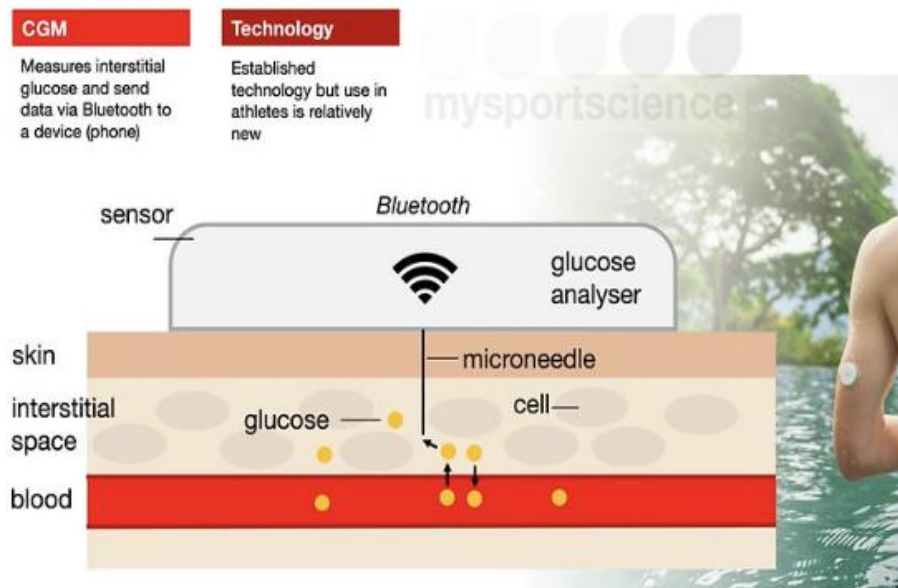 CGM
Measures interstitial
glucose and send
data via Bluetooth to
a device (phone)
Technology
Established
technology but use in
athletes is relatively
new
mysportscience
sensor
Bluetooth
glucose
analyser
skin
microneedle
interstitial
space
glucose
cell
blood